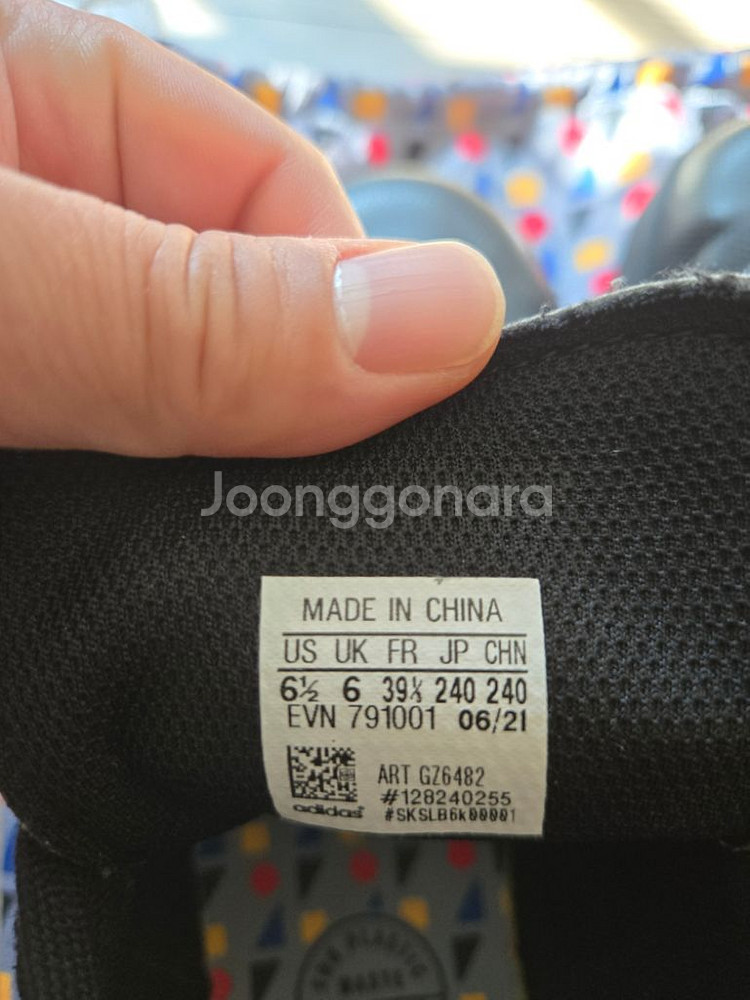 Joonggonara
MADE IN CHINA
US UK FR JP CHN
6½ 6 39⅓ 240 240
EVN 791001 06/21
ART GZ6482
#128240255
adidas #SKSLB6k00001
PLASTIC